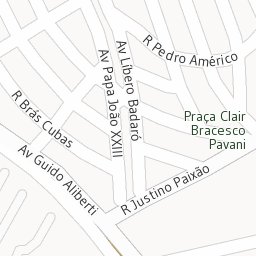 R Pedro Américo
Av Líbero Badaró
Av Papa João XXIII
R Brás Cubas
Praça Clair
Bracesco
Pavani
Av Guido Aliberti
R Justino Paixão